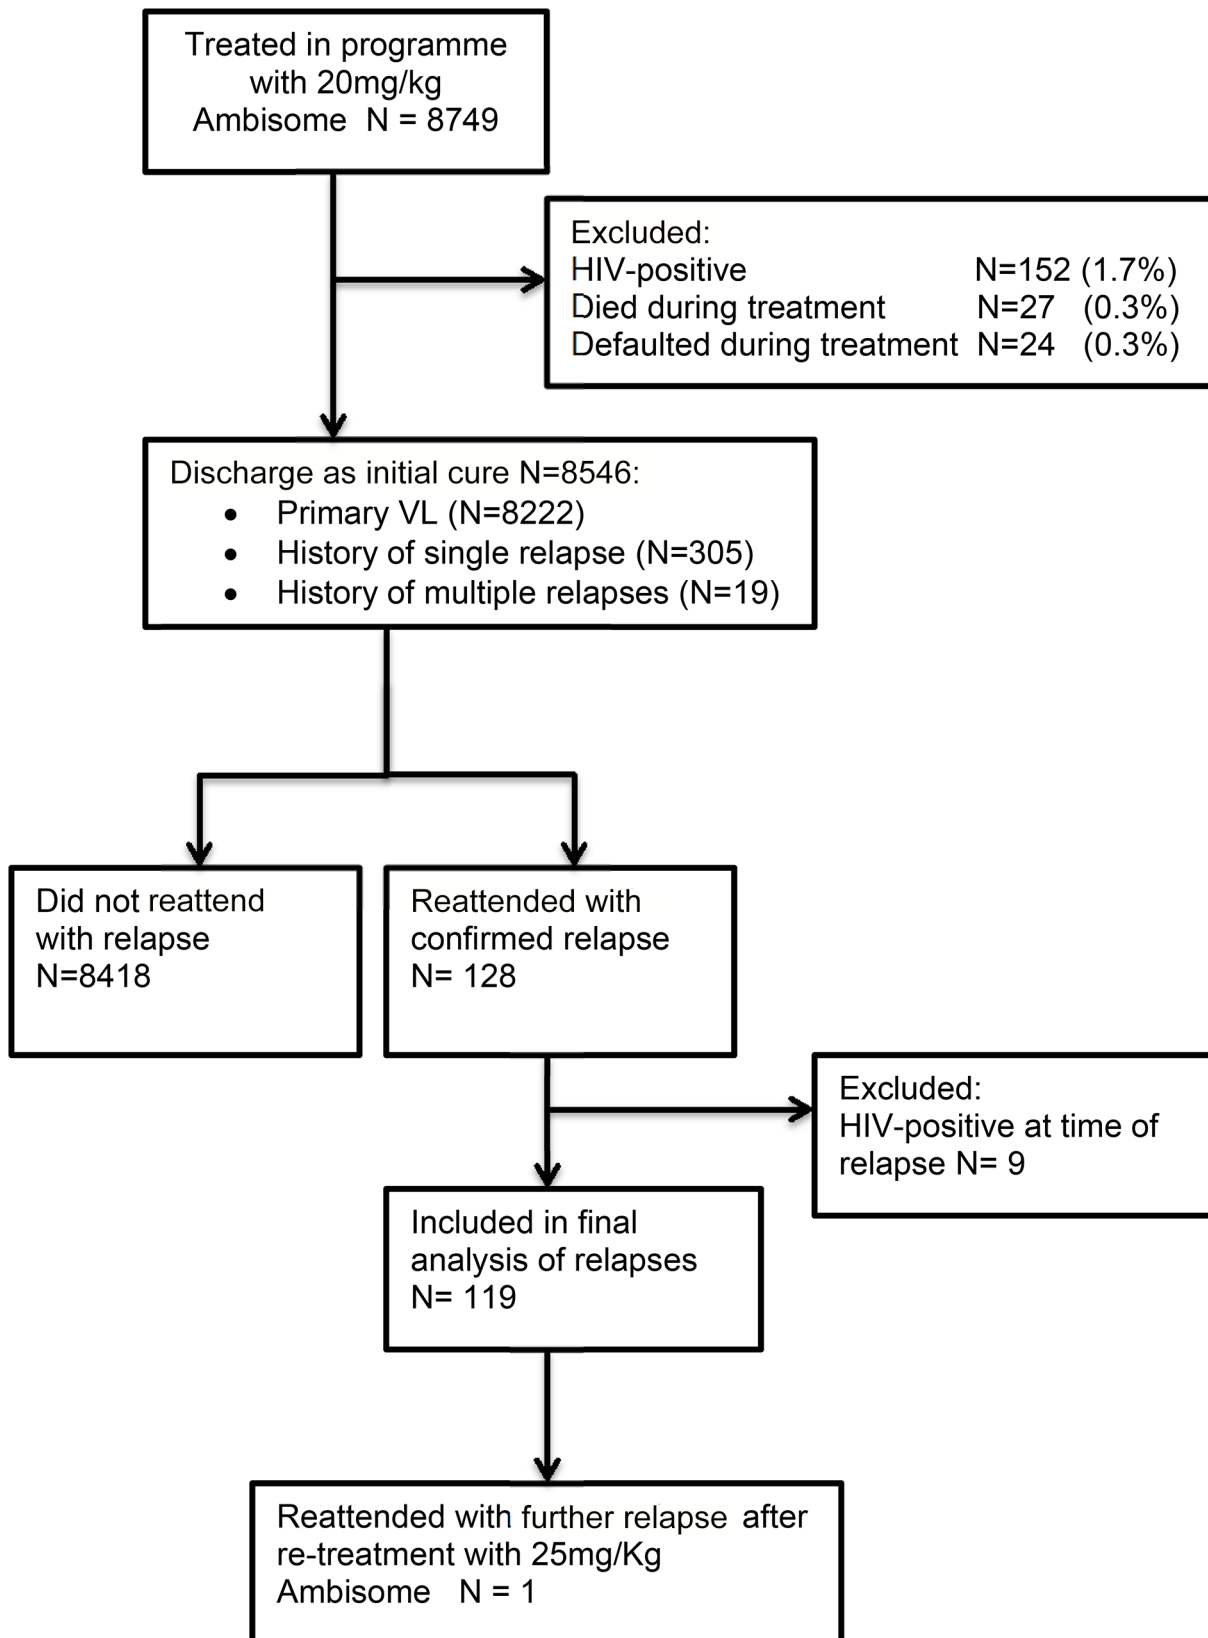 Treated in programme
with 20mg/kg
Ambisome N = 8749
Excluded:
HIV-positive N=152 (1.7%)
Died during treatment N=27 (0.3%)
Defaulted during treatment N=24 (0.3%)
Discharge as initial cure N=8546:
• Primary VL (N=8222)
• History of single relapse (N=305)
• History of multiple relapses (N=19)
Did not reattend
with relapse
N=8418
Reattended with
confirmed relapse
N= 128
Excluded:
HIV-positive at time of
relapse N= 9
Included in final
analysis of relapses
N= 119
Reattended with further relapse after
re-treatment with 25mg/Kg
Ambisome N = 1